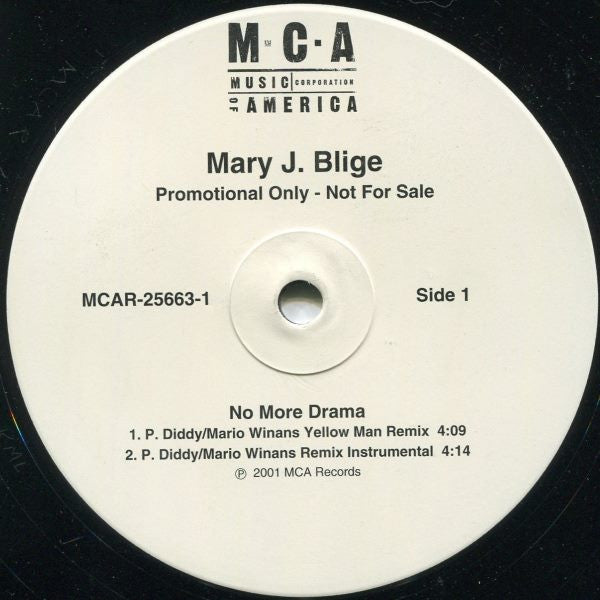 M·C·A
MUSIC CORPORATION
OF AMERICA
Mary J. Blige
Promotional Only - Not For Sale
MCAR-25663-1
Side 1
No More Drama
1. P. Diddy/Mario Winans Yellow Man Remix 4:09
2. P. Diddy/Mario Winans Remix Instrumental 4:14
℗ 2001 MCA Records